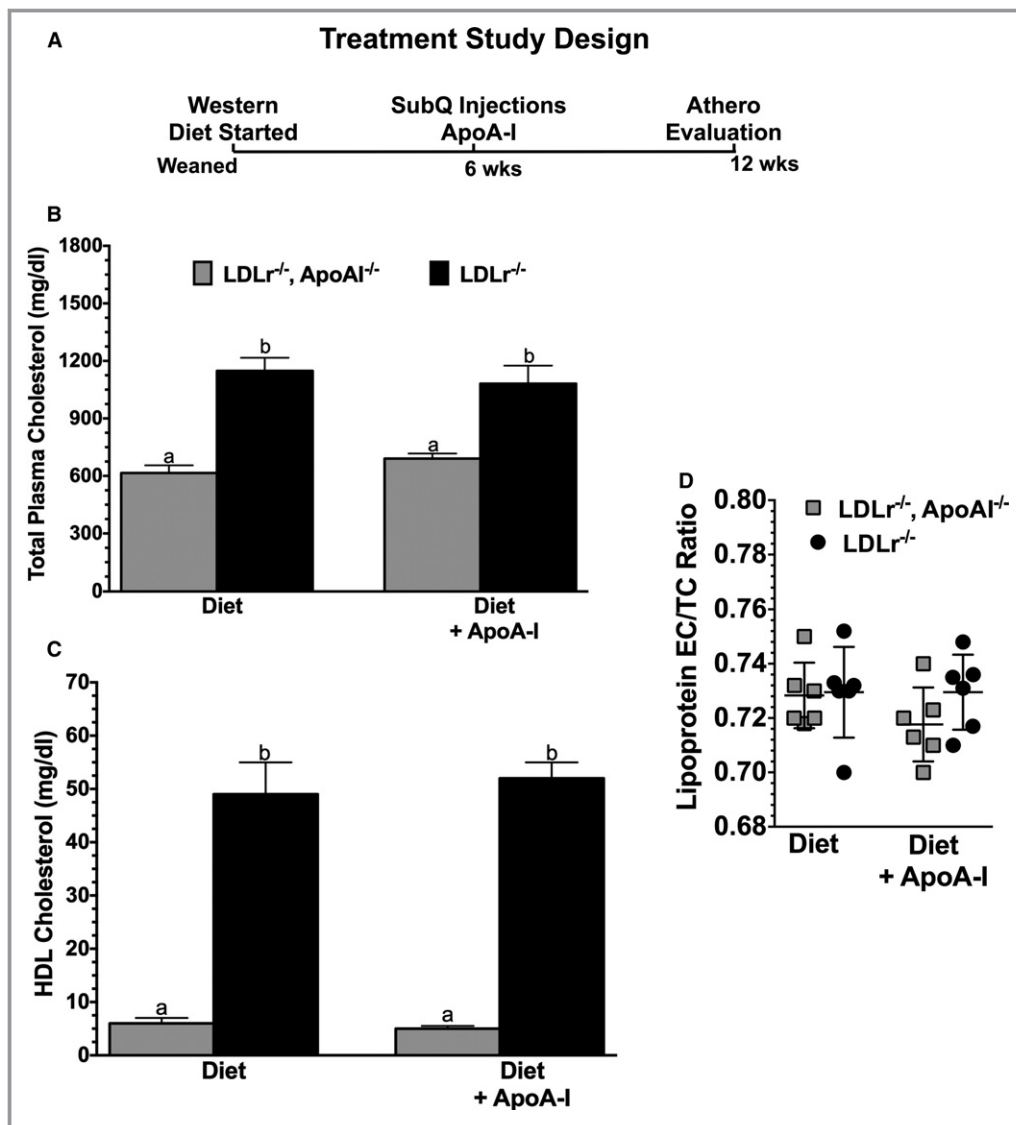 A
Treatment Study Design
Western
Diet Started
SubQ Injections
ApoA-I
Athero
Evaluation
Weaned
6 wks
12 wks
B
Total Plasma Cholesterol (mg/dl)
1800
1500
1200
900
600
300
0
LDLr-/-, ApoAI-/-
LDLr-/-
a
b
a
b
Diet
Diet
+ ApoA-I
C
HDL Cholesterol (mg/dl)
70
60
50
40
30
20
10
0
a
b
a
b
Diet
Diet
+ ApoA-I
D
Lipoprotein EC/TC Ratio
0.80
0.78
0.76
0.74
0.72
0.70
0.68
LDLr-/-, ApoAI-/-
LDLr-/-
Diet
Diet
+ ApoA-I